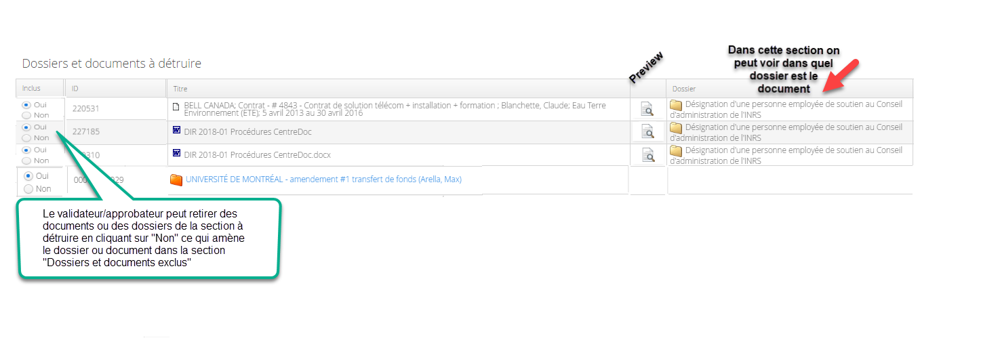 Dans cette section on
peut voir dans quel
dossier est le
document
Preview
Dossiers et documents à détruire
Inclus ID Titre Dossier
Oui
Non
220531
BELL CANADA; Contrat - # 4843 - Contrat de solution télécom + installation + formation ; Blanchette, Claude; Eau Terre
Environnement (ETE); 5 avril 2013 au 30 avril 2016
Désignation d'une personne employée de soutien au Conseil
d'administration de l'INRS
Oui
Non
227185
DIR 2018-01 Procédures CentreDoc
Désignation d'une personne employée de soutien au Conseil
d'administration de l'INRS
Oui
Non
310
DIR 2018-01 Procédures CentreDoc.docx
Désignation d'une personne employée de soutien au Conseil
d'administration de l'INRS
Oui
Non
000 029
UNIVERSITÉ DE MONTRÉAL - amendement #1 transfert de fonds (Arella, Max)
Le validateur/approbateur peut retirer des
documents ou des dossiers de la section à
détruire en cliquant sur "Non" ce qui amène
le dossier ou document dans la section
"Dossiers et documents exclus"